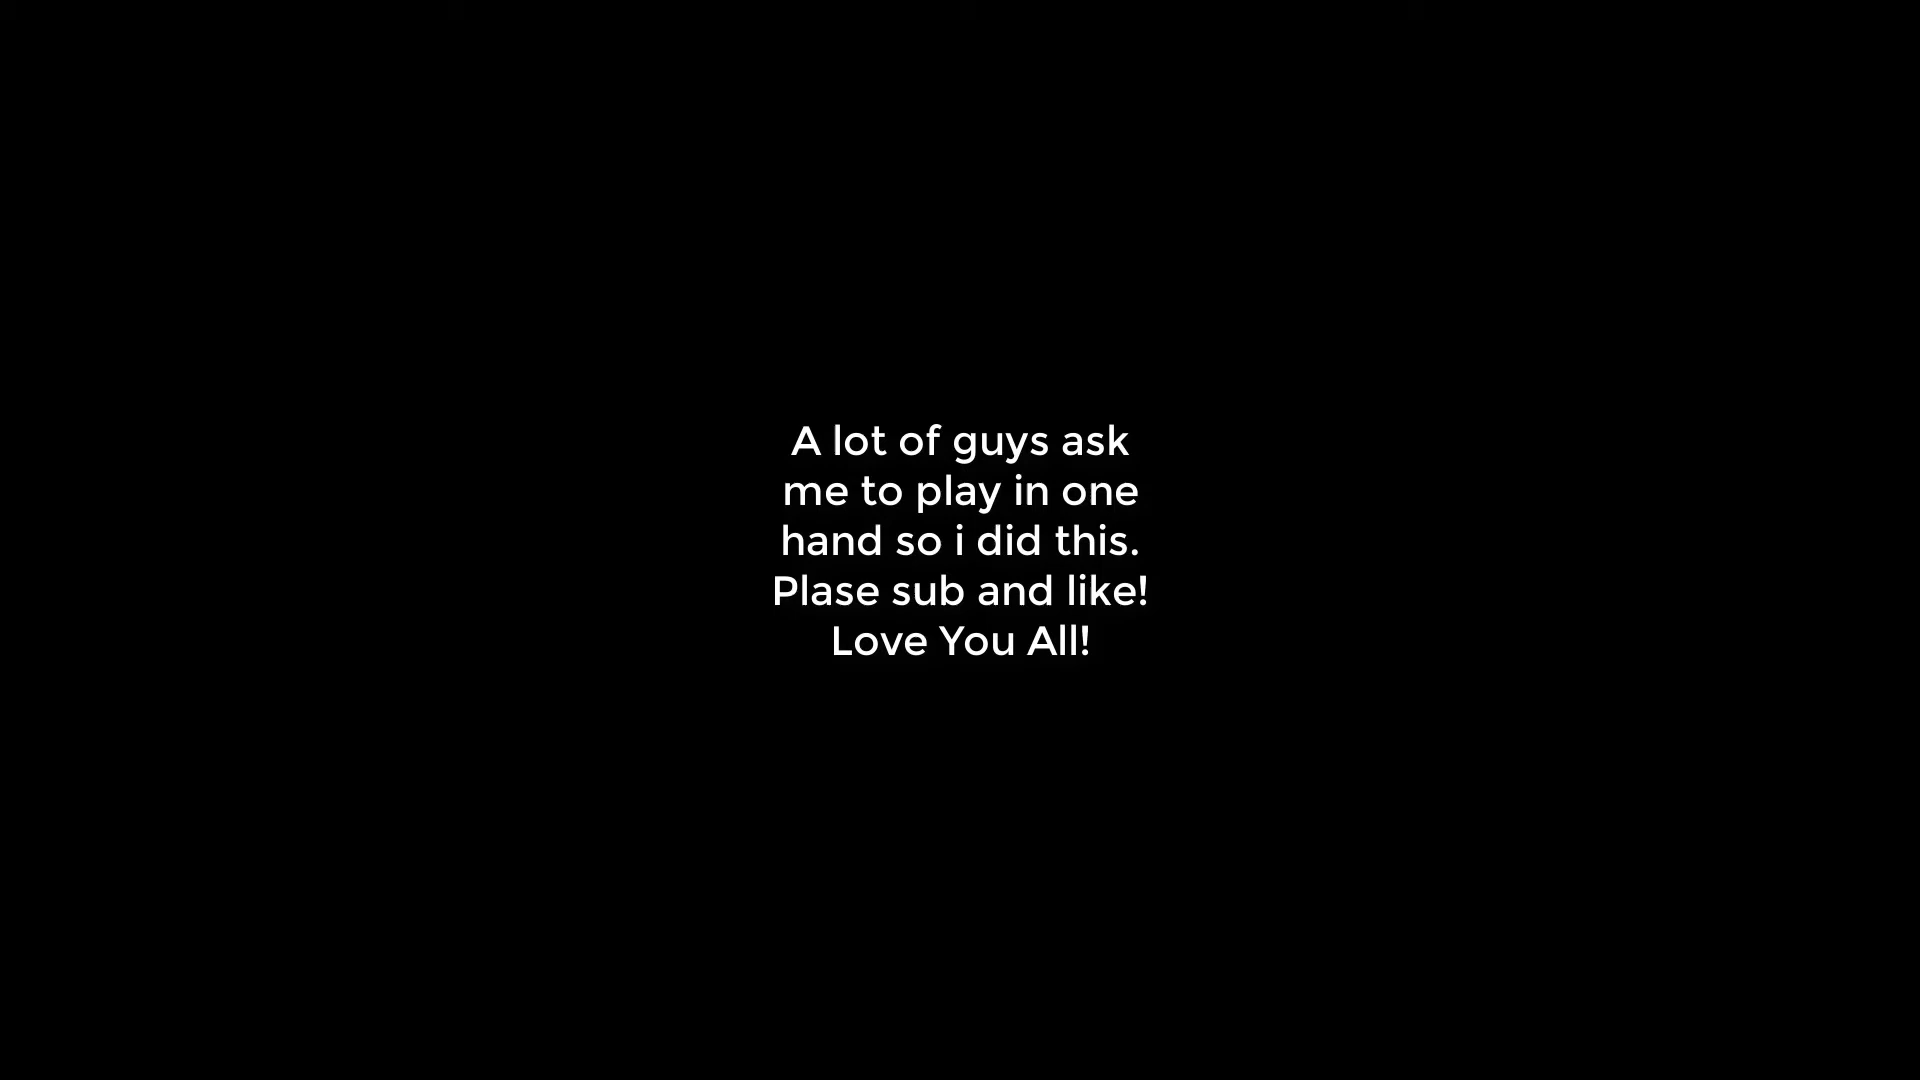 A lot of guys ask
me to play in one
hand so i did this.
Plase sub and like!
Love You All!